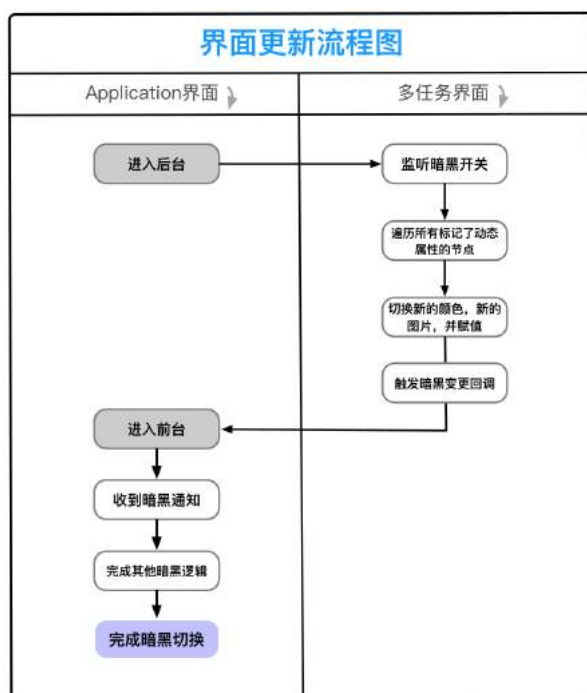 界面更新流程图
Application界面
多任务界面
进入后台
监听暗黑开关
遍历所有标记了动态
属性的节点
切换新的颜色，新的
图片，并赋值
触发暗黑变更回调
进入前台
收到暗黑通知
完成其他暗黑逻辑
完成暗黑切换